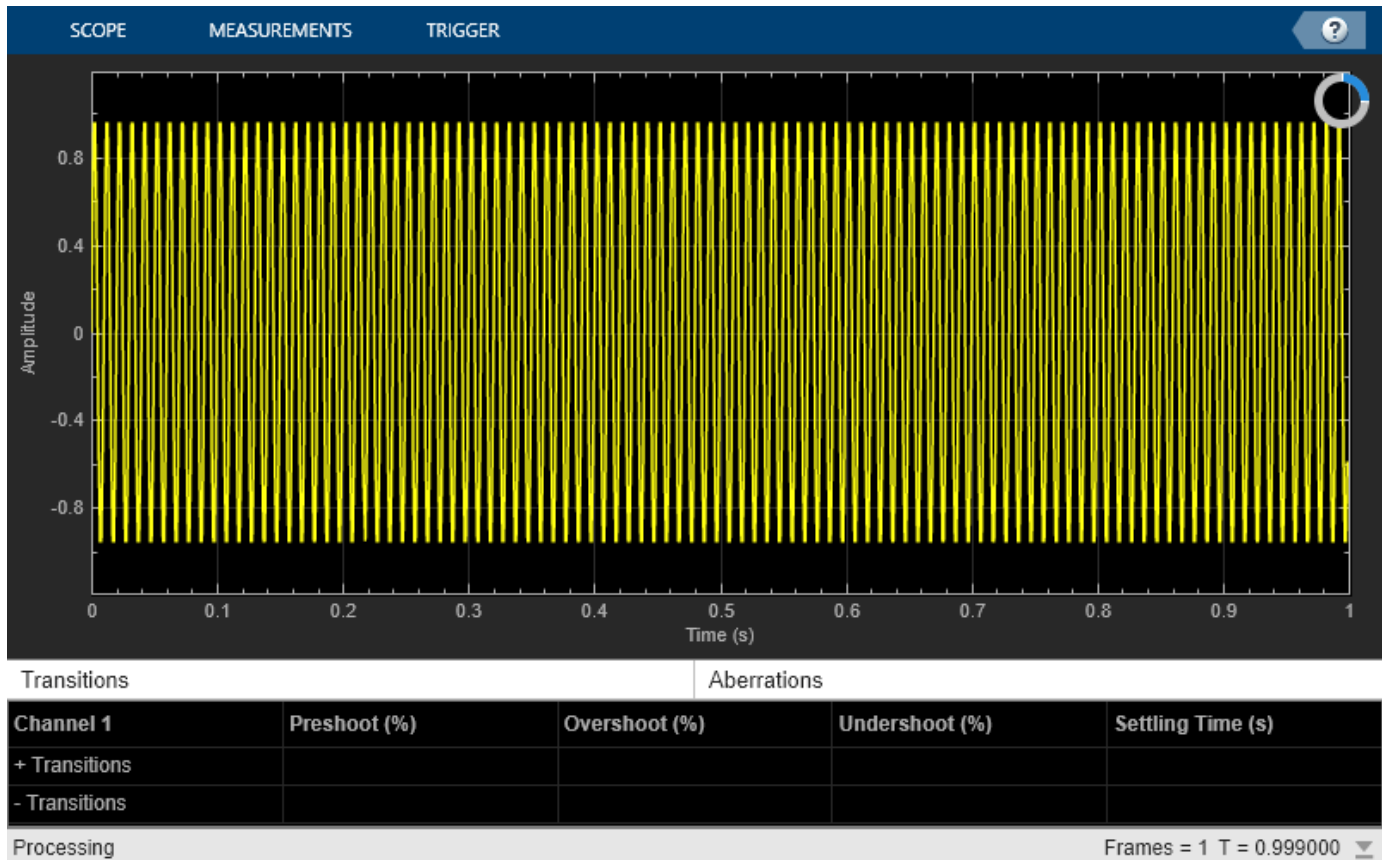 SCOPE MEASUREMENTS TRIGGER ?
0.8
0.4
0
-0.4
-0.8
Amplitude
0 0.1 0.2 0.3 0.4 0.5 0.6 0.7 0.8 0.9 1
Time (s)
Transitions Aberrations
Channel 1 Preshoot (%) Overshoot (%) Undershoot (%) Settling Time (s)
+ Transitions
- Transitions
Processing Frames = 1 T = 0.999000